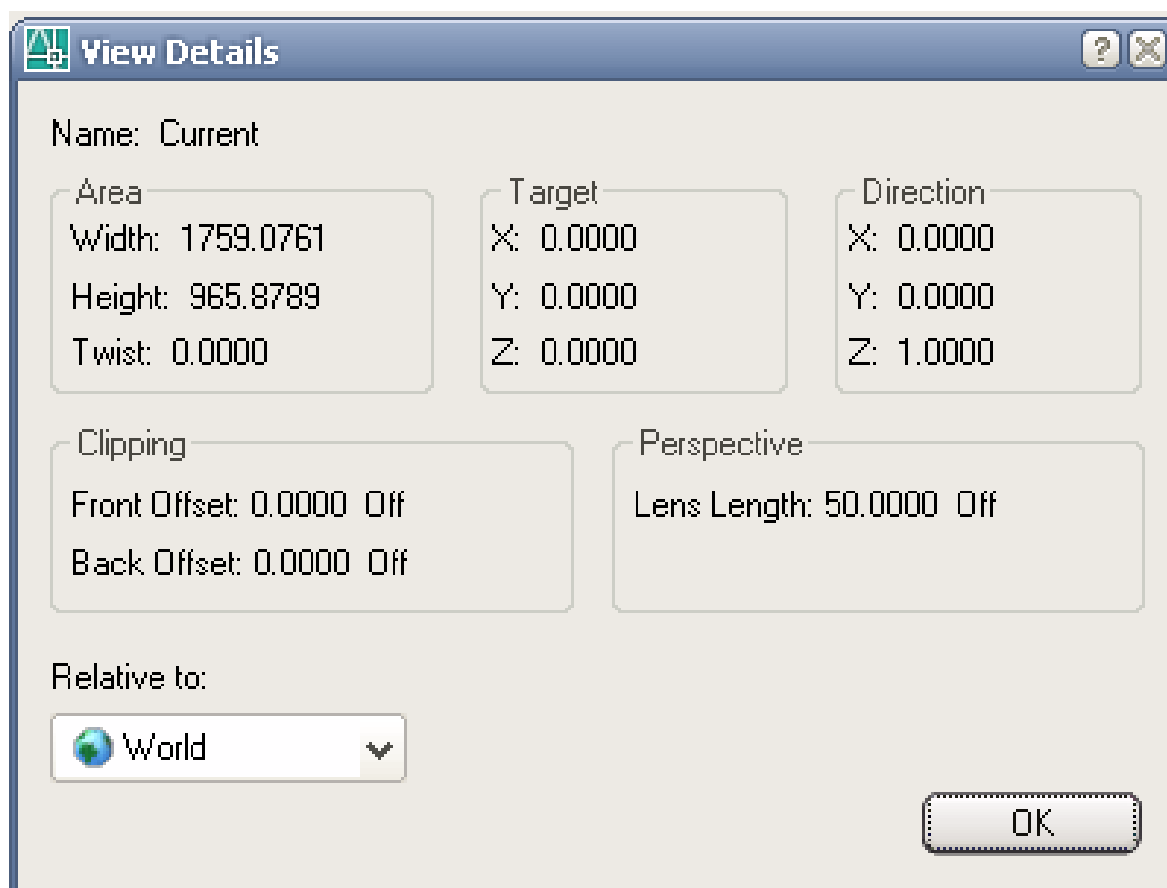 View Details
Name: Current
Area
Width: 1759.0761
Height: 965.8789
Twist: 0.0000
Target
X: 0.0000
Y: 0.0000
Z: 0.0000
Direction
X: 0.0000
Y: 0.0000
Z: 1.0000
Clipping
Front Offset: 0.0000 Off
Back Offset: 0.0000 Off
Perspective
Lens Length: 50.0000 Off
Relative to:
World
OK